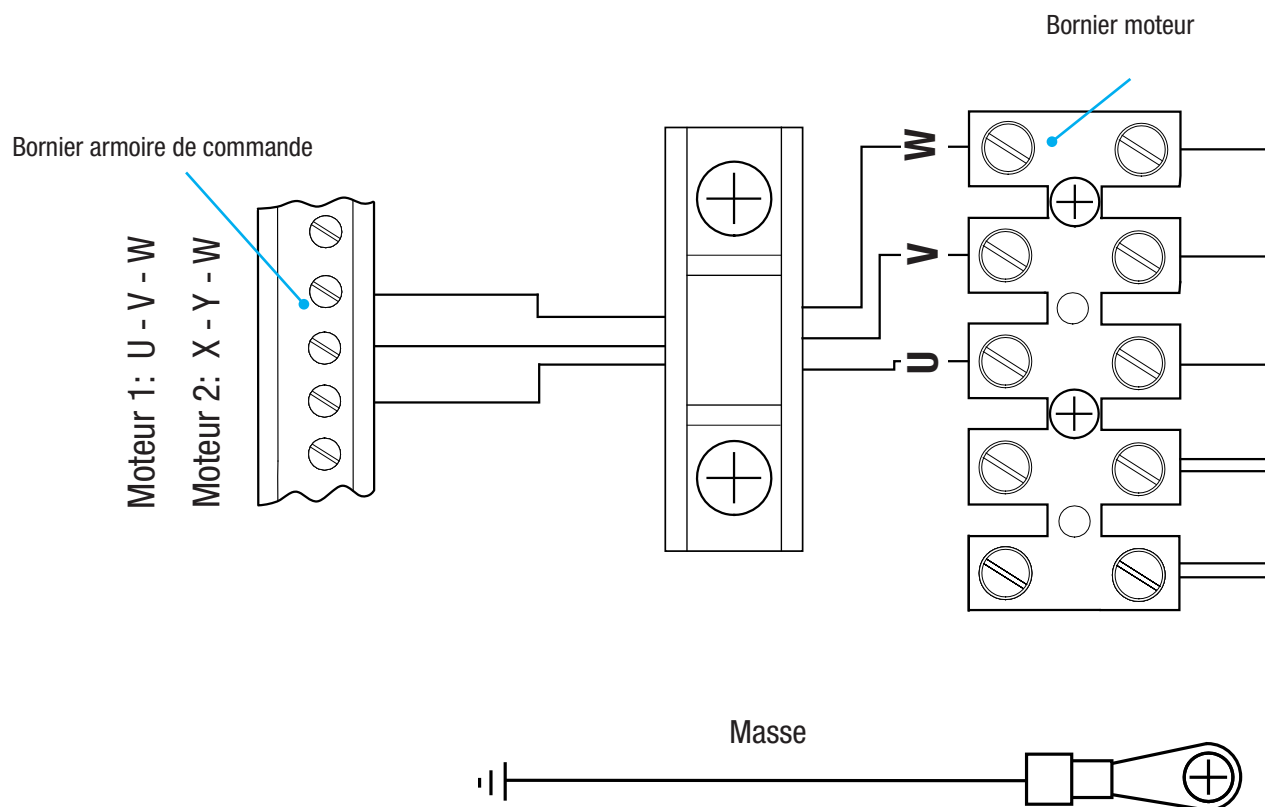 Bornier moteur
Bornier armoire de commande
Moteur 1: U - V - W
Moteur 2: X - Y - W
W
V
U
Masse